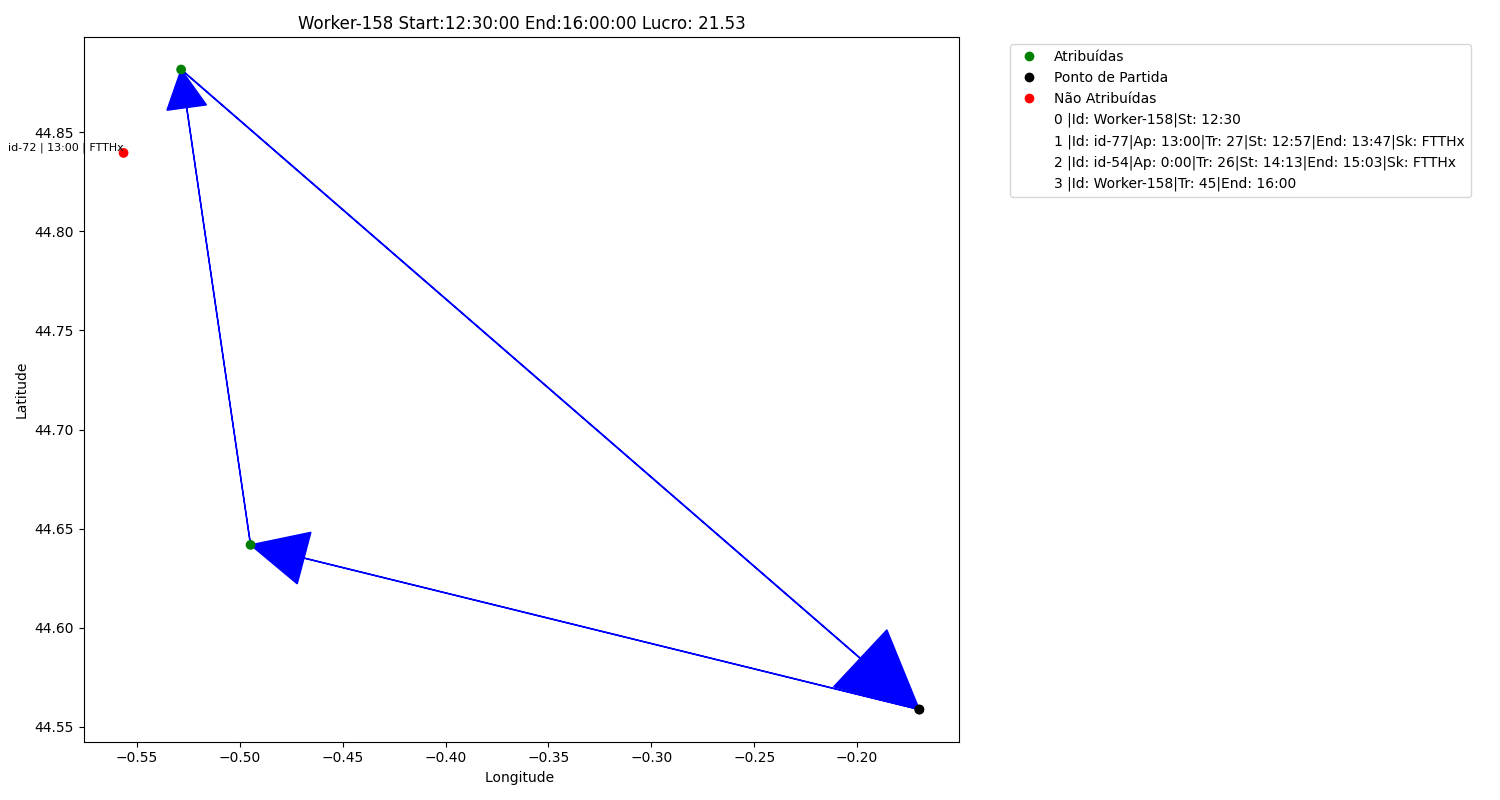 Worker-158 Start:12:30:00 End:16:00:00 Lucro: 21.53
Atribuídas
Ponto de Partida
Não Atribuídas
0 |Id: Worker-158|St: 12:30
1 |Id: id-77|Ap: 13:00|Tr: 27|St: 12:57|End: 13:47|Sk: FTTHx
2 |Id: id-54|Ap: 0:00|Tr: 26|St: 14:13|End: 15:03|Sk: FTTHx
3 |Id: Worker-158|Tr: 45|End: 16:00
id-72 | 13:00 | FTTHx
Latitude
44.85
44.80
44.75
44.70
44.65
44.60
44.55
−0.55 −0.50 −0.45 −0.40 −0.35 −0.30 −0.25 −0.20
Longitude